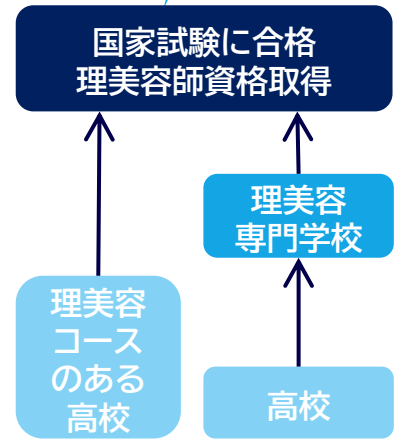 国家試験に合格
理美容師資格取得
理美容
専門学校
理美容
コース
のある
高校
高校